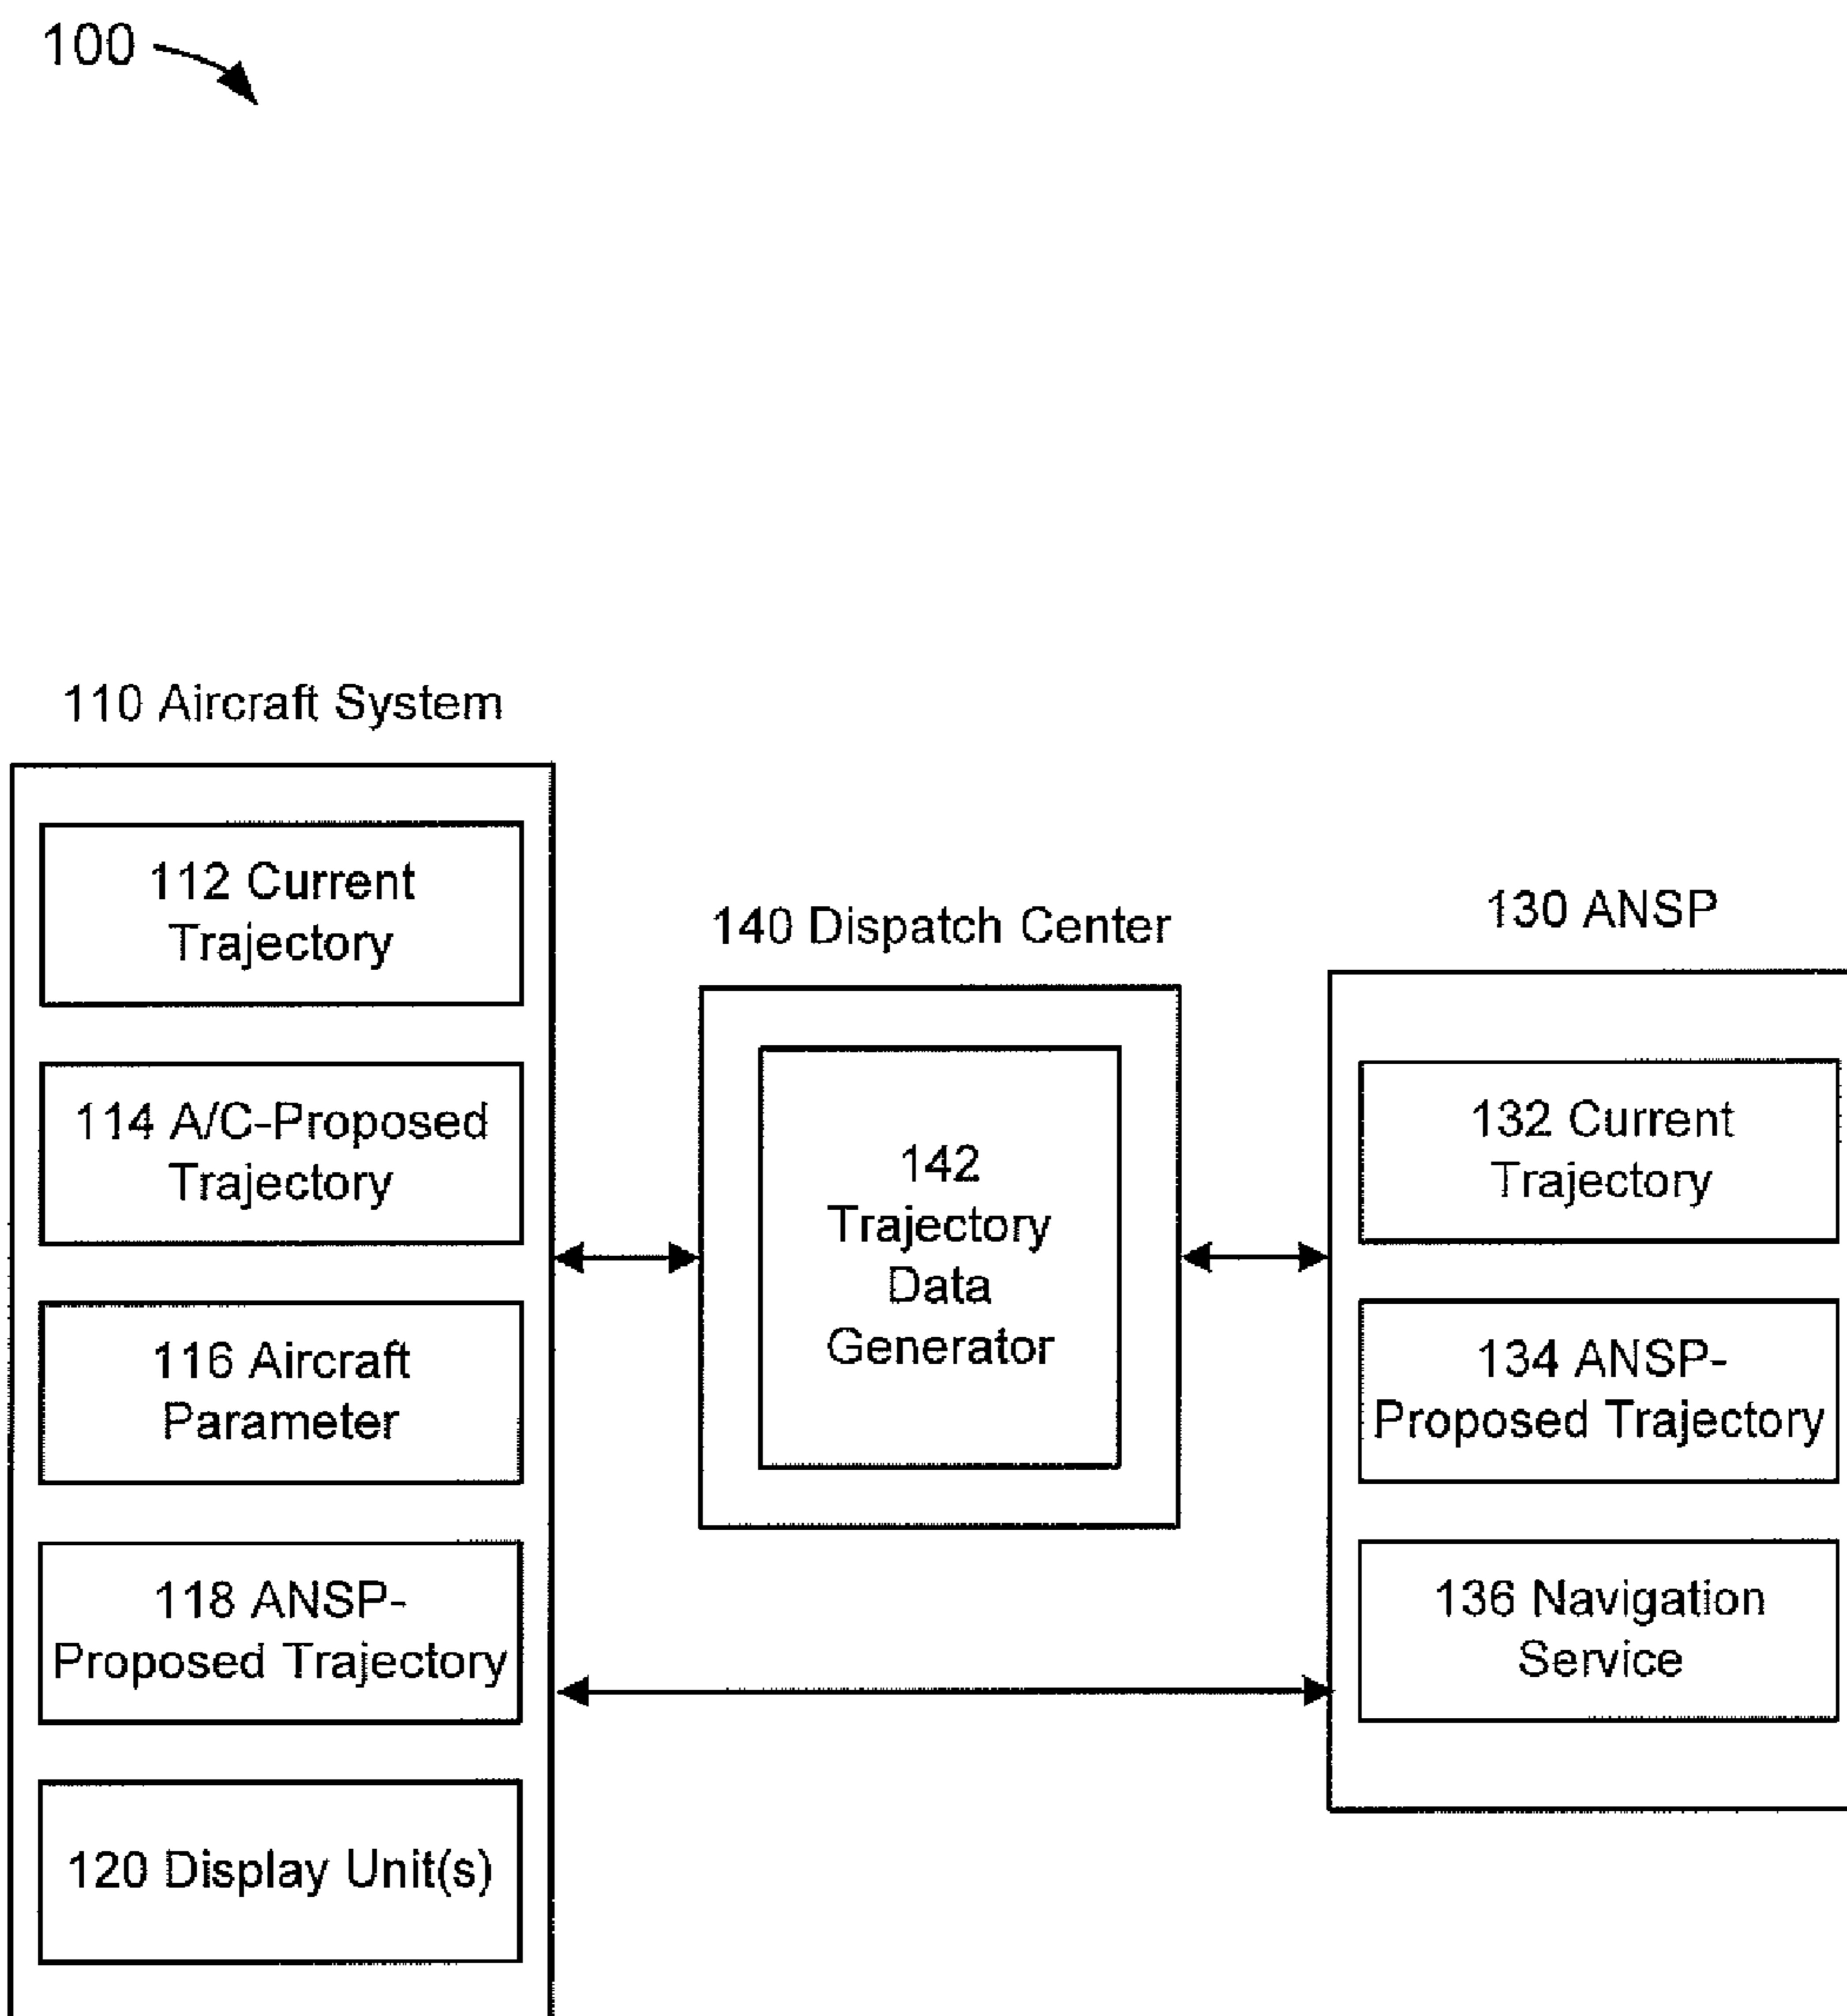 100
110 Aircraft System
112 Current
Trajectory
114 A/C-Proposed
Trajectory
116 Aircraft
Parameter
118 ANSP-
Proposed Trajectory
120 Display Unit(s)
140 Dispatch Center
142
Trajectory
Data
Generator
130 ANSP
132 Current
Trajectory
134 ANSP-
Proposed Trajectory
136 Navigation
Service